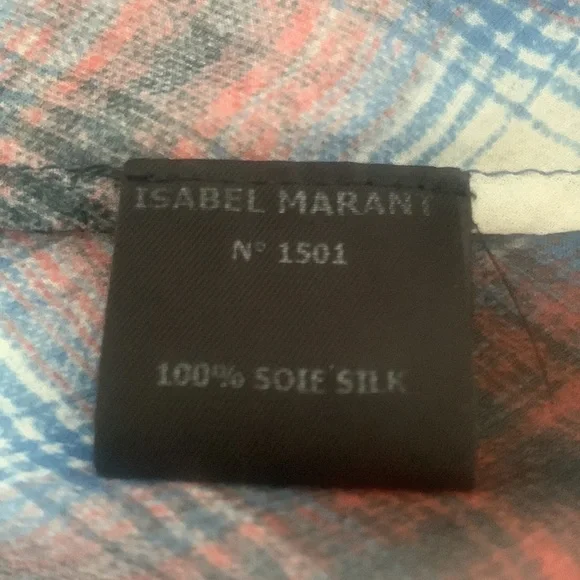 ISABEL MARANT
N° 1501
100% SOIE SILK